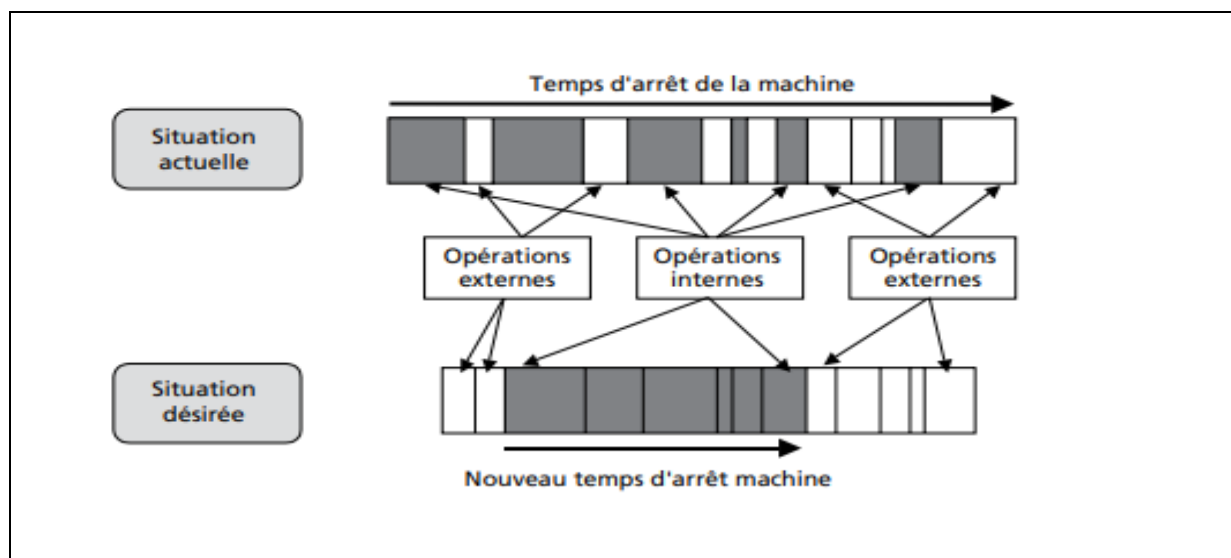 Temps d'arrêt de la machine
Situation
actuelle
Opérations
externes
Opérations
internes
Opérations
externes
Situation
désirée
Nouveau temps d'arrêt machine